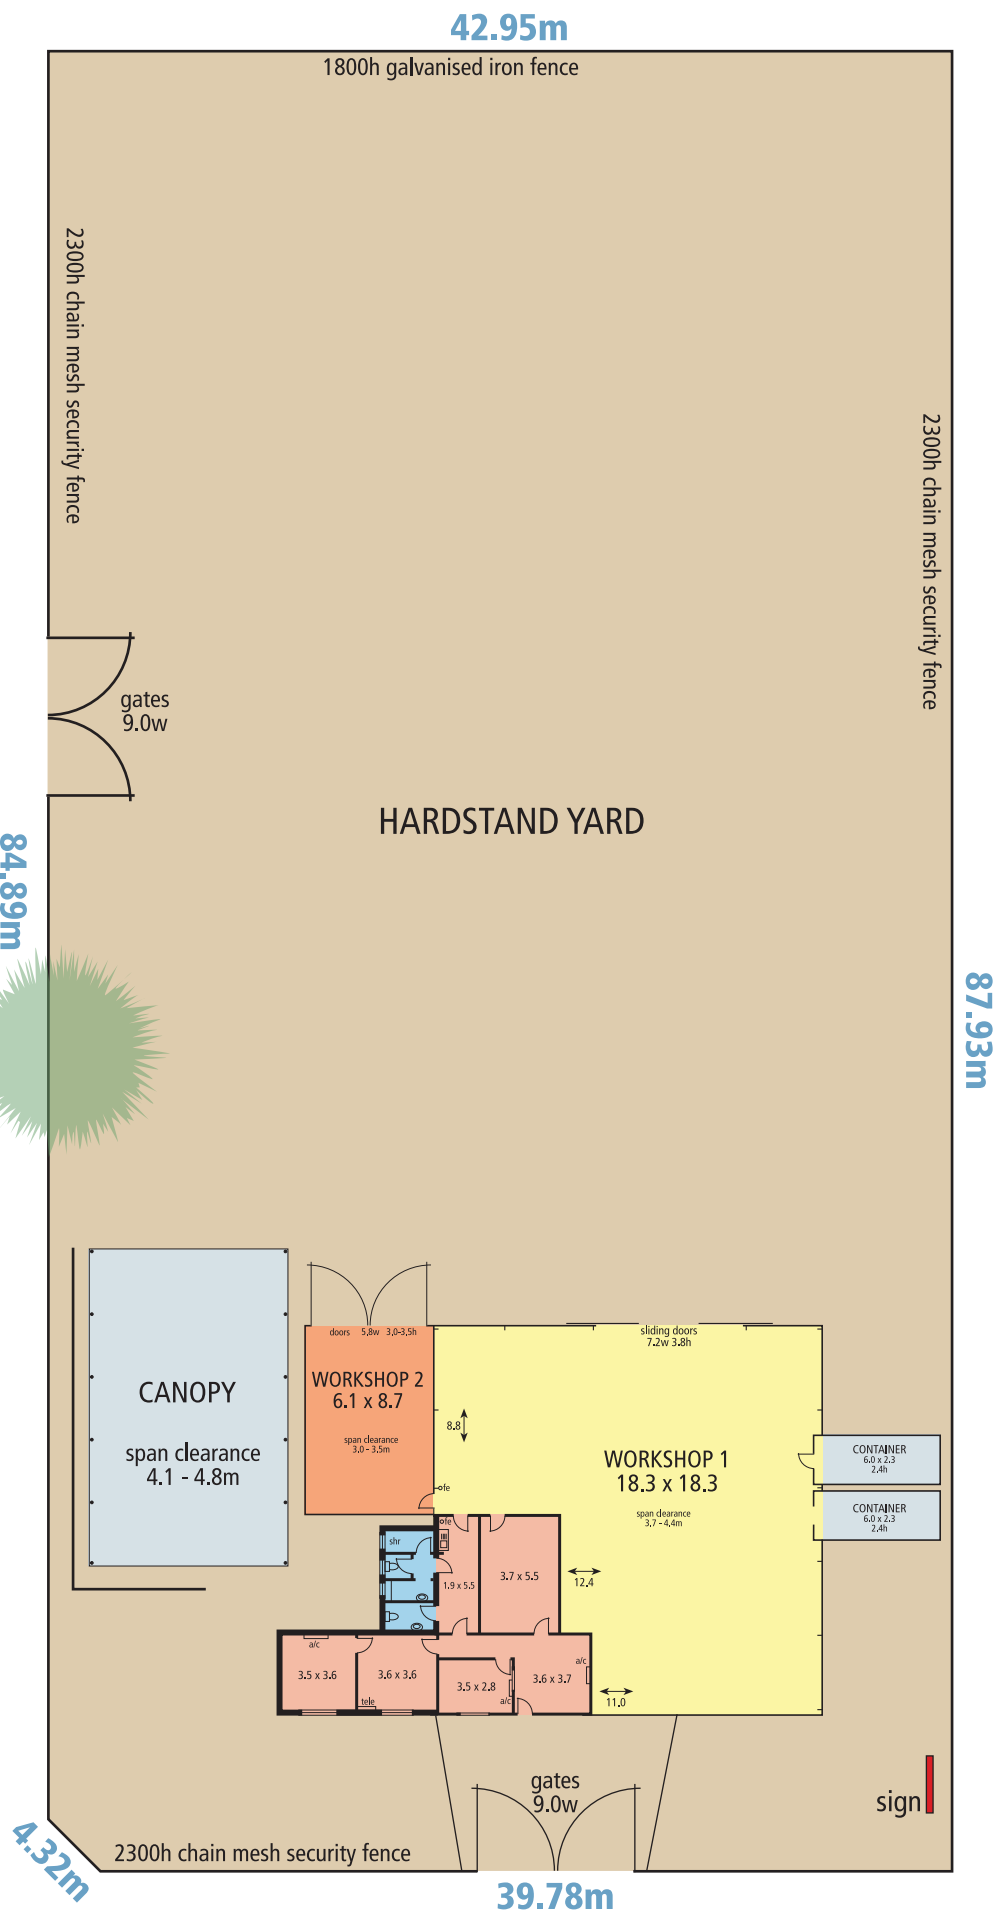 42.95m
1800h galvanised iron fence
2300h chain mesh security fence
2300h chain mesh security fence
gates
9.0w
HARDSTAND YARD
84.89m
87.93m
doors 5.8w 3.0-3.5h
sliding doors
7.2w 3.8h
CANOPY
span clearance
4.1 - 4.8m
WORKSHOP 2
6.1 x 8.7
span clearance
3.0 - 3.5m
8.8
WORKSHOP 1
18.3 x 18.3
span clearance
3.7 - 4.4m
CONTAINER
6.0 x 2.3
2.4h
CONTAINER
6.0 x 2.3
2.4h
fe
fe
shr
1.9 x 5.5
3.7 x 5.5
12.4
a/c
3.5 x 3.6
3.6 x 3.6
tele
3.5 x 2.8
a/c
3.6 x 3.7
a/c
11.0
gates
9.0w
sign
4.32m
2300h chain mesh security fence
39.78m